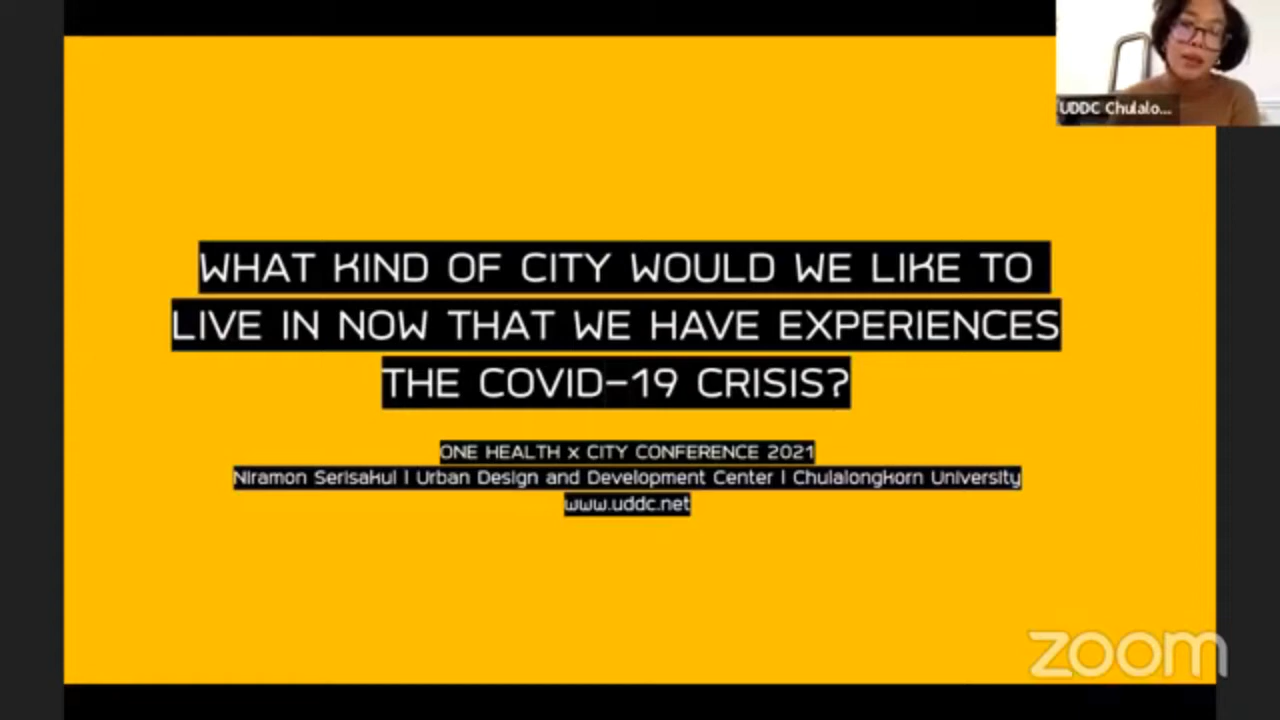 UDDC Chulalo...
WHAT KIND OF CITY WOULD WE LIKE TO
LIVE IN NOW THAT WE HAVE EXPERIENCES
THE COVID-19 CRISIS?
ONE HEALTH x CITY CONFERENCE 2021
Niramon Serisakul | Urban Design and Development Center | Chulalongkorn University
www.uddc.net
zoom